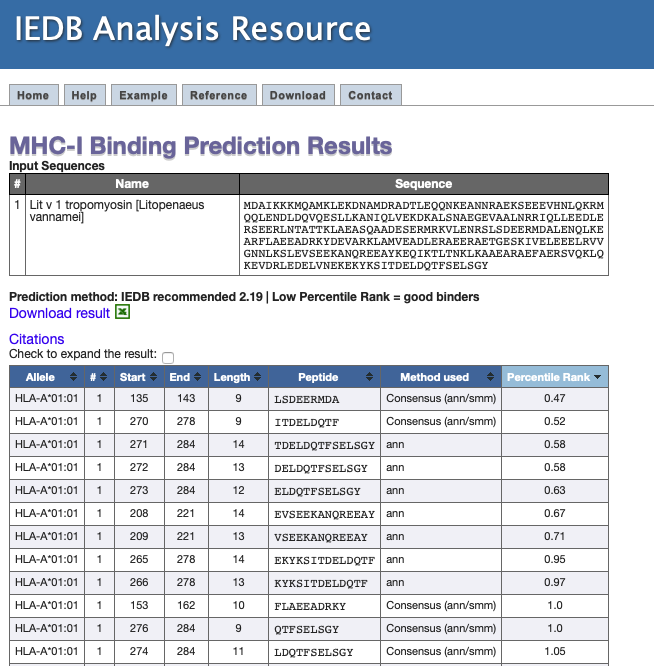 IEDB Analysis Resource
Home Help Example Reference Download Contact
MHC-I Binding Prediction Results
Input Sequences
# Name Sequence
1 Lit v 1 tropomyosin [Litopenaeus vannamei] MDAIKKKMQAMKLEKDNAMDRADTLEQQNKEANNRAEKSEEEVHNLQKRM
QQLENDLDQVQESLLKANIQLVEKDKALSNAEGEVAALNRRIQLLEEDLE
RSEERLNTATTKLAEASQAADESERMRKVLENRSLSDEERMDALENQLKE
ARFLAEEADRKYDEVARKLAMVEADLERAEERAETGESKIVELEEELRVV
GNNLKSLEVSEEKANQREEAYKEQIKTLTNKLKAAEARAEFAERSVQKLQ
KEVDRLEDELVNEKEKYKSITDELDQTFSELSGY
Prediction method: IEDB recommended 2.19 | Low Percentile Rank = good binders
Download result
Citations
Check to expand the result:
Allele # Start End Length Peptide Method used Percentile Rank
HLA-A*01:01 1 135 143 9 LSDEERMDA Consensus (ann/smm) 0.47
HLA-A*01:01 1 270 278 9 ITDELDQTF Consensus (ann/smm) 0.52
HLA-A*01:01 1 271 284 14 TDELDQTFSELSGY ann 0.58
HLA-A*01:01 1 272 284 13 DELDQTFSELSGY ann 0.58
HLA-A*01:01 1 273 284 12 ELDQTFSELSGY ann 0.63
HLA-A*01:01 1 208 221 14 EVSEEKANQREEAY ann 0.67
HLA-A*01:01 1 209 221 13 VSEEKANQREEAY ann 0.71
HLA-A*01:01 1 265 278 14 EKYKSITDELDQTF ann 0.95
HLA-A*01:01 1 266 278 13 KYKSITDELDQTF ann 0.97
HLA-A*01:01 1 153 162 10 FLAEEADRKY Consensus (ann/smm) 1.0
HLA-A*01:01 1 276 284 9 QTFSELSGY Consensus (ann/smm) 1.0
HLA-A*01:01 1 274 284 11 LDQTFSELSGY Consensus (ann/smm) 1.05